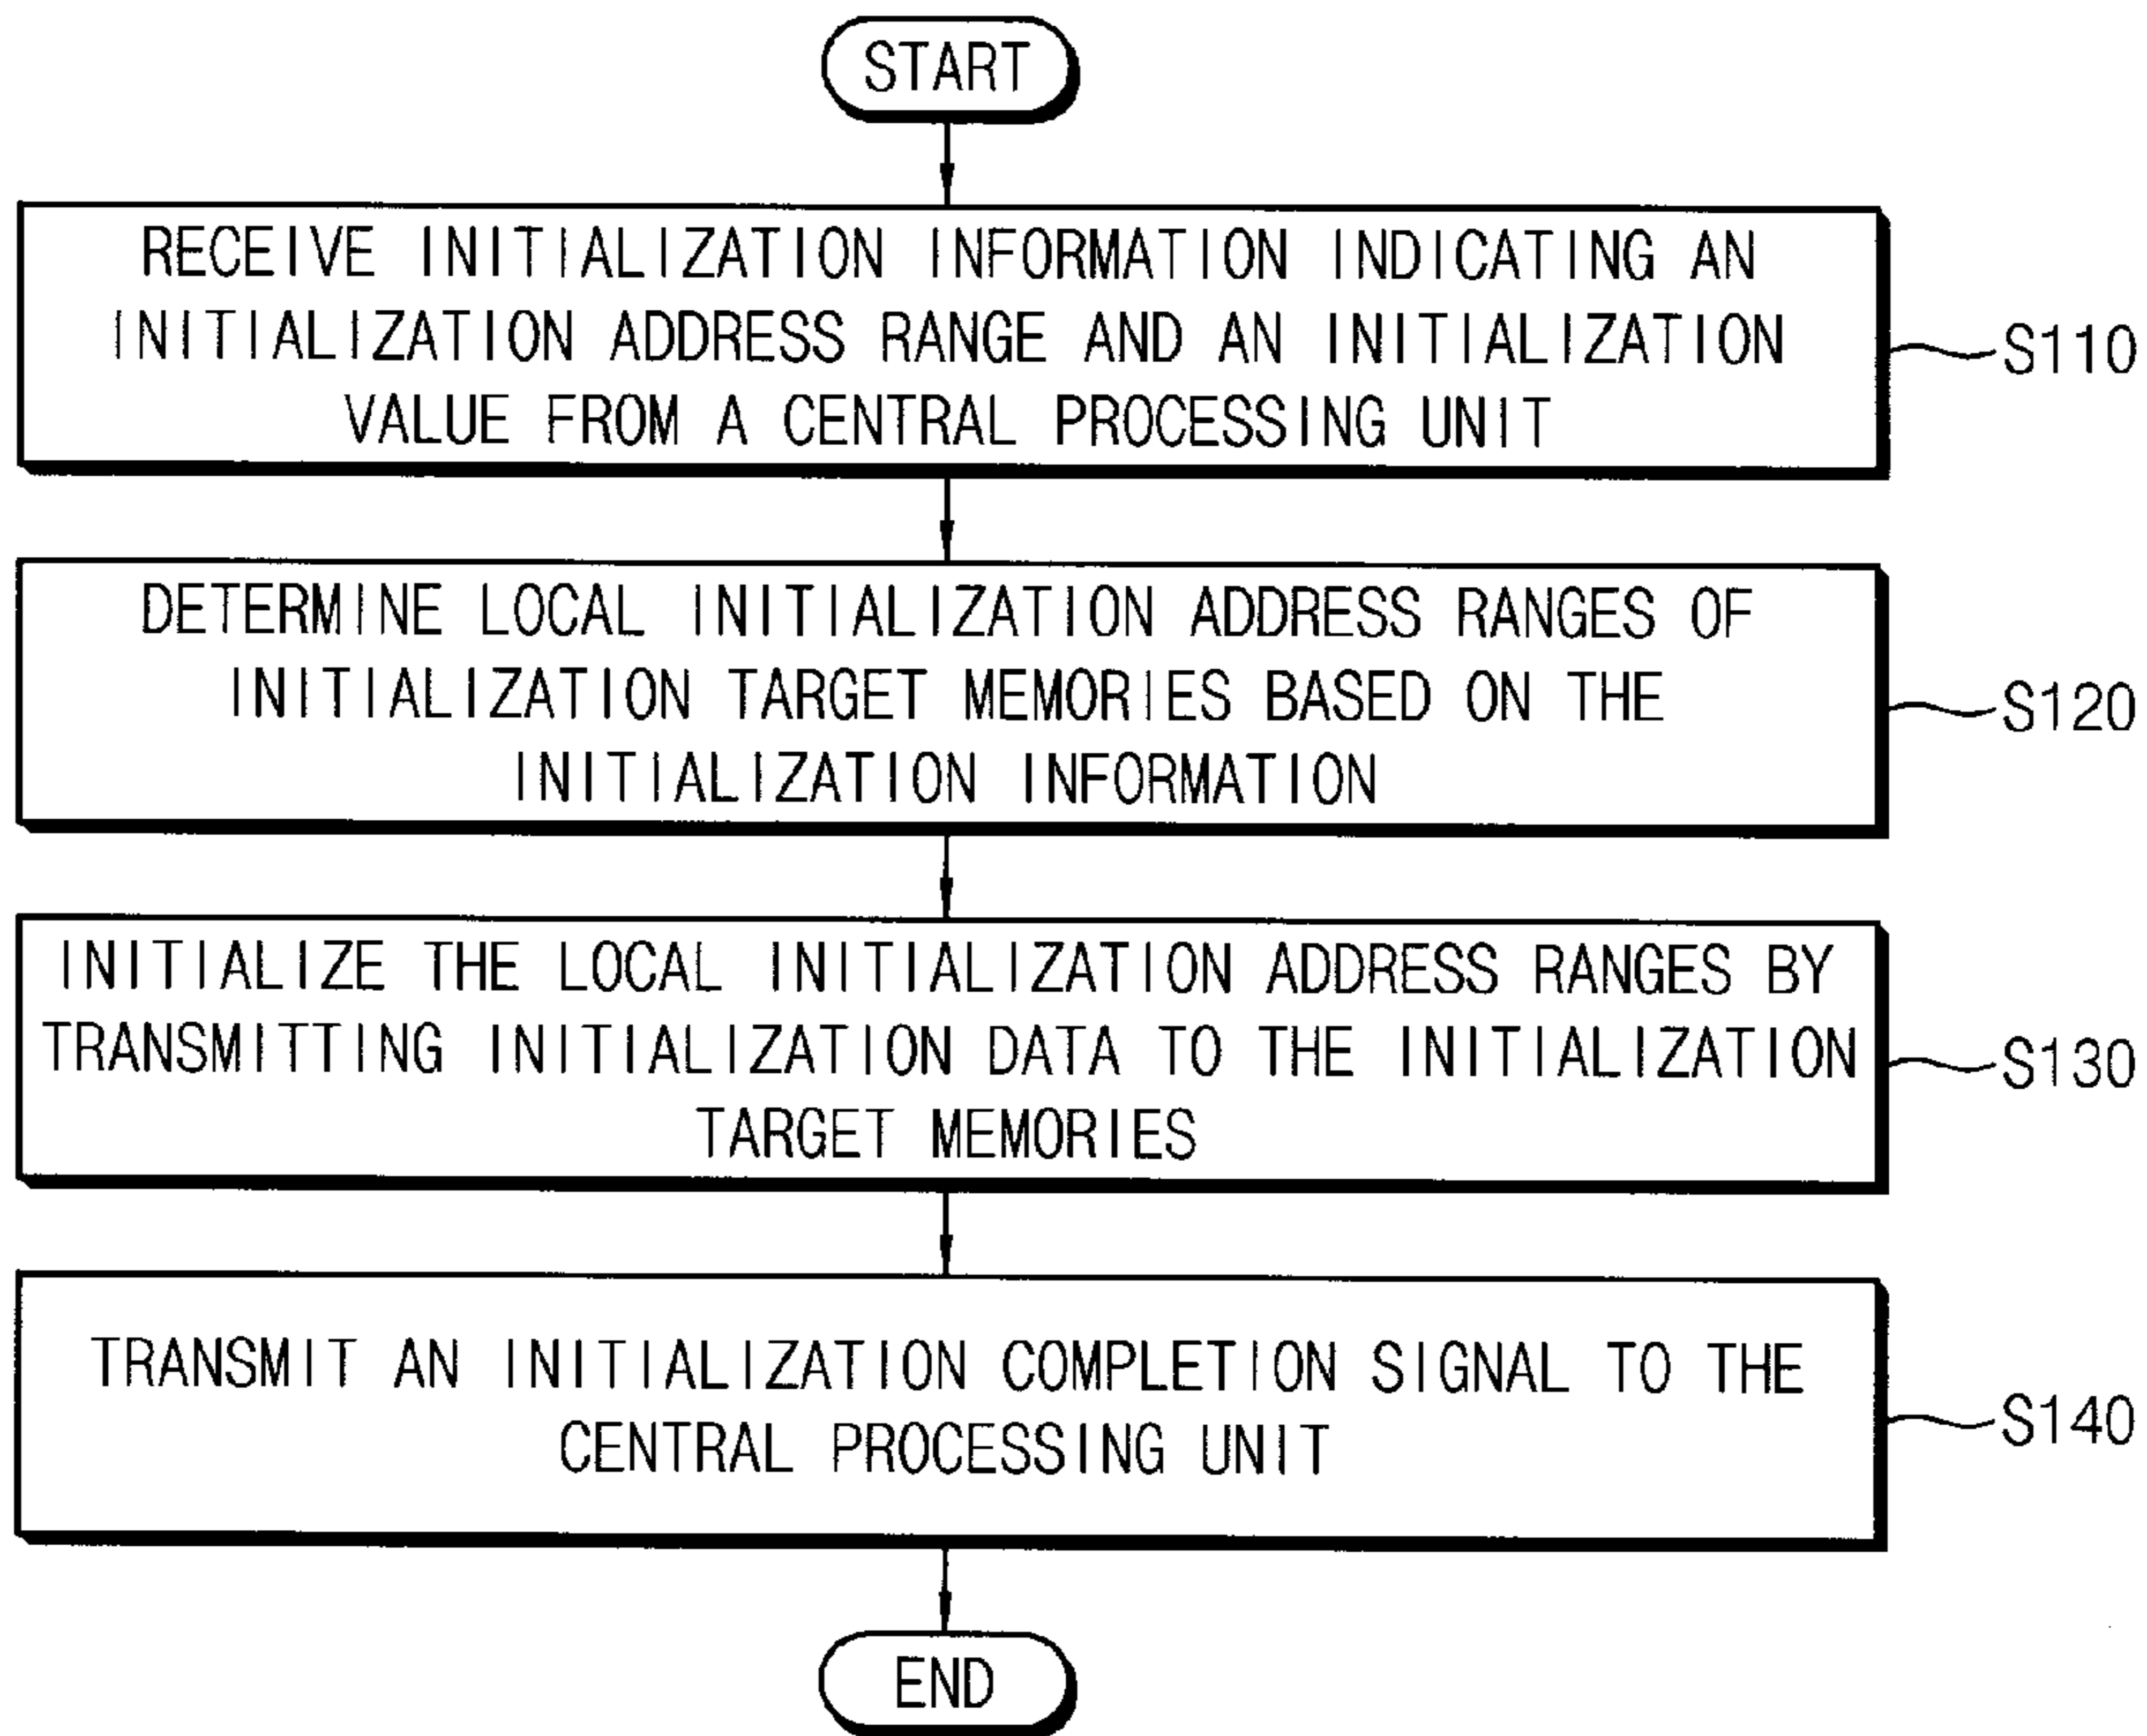 START
RECEIVE INITIALIZATION INFORMATION INDICATING AN
INITIALIZATION ADDRESS RANGE AND AN INITIALIZATION
VALUE FROM A CENTRAL PROCESSING UNIT
S110
DETERMINE LOCAL INITIALIZATION ADDRESS RANGES OF
INITIALIZATION TARGET MEMORIES BASED ON THE
INITIALIZATION INFORMATION
S120
INITIALIZE THE LOCAL INITIALIZATION ADDRESS RANGES BY
TRANSMITTING INITIALIZATION DATA TO THE INITIALIZATION
TARGET MEMORIES
S130
TRANSMIT AN INITIALIZATION COMPLETION SIGNAL TO THE
CENTRAL PROCESSING UNIT
S140
END